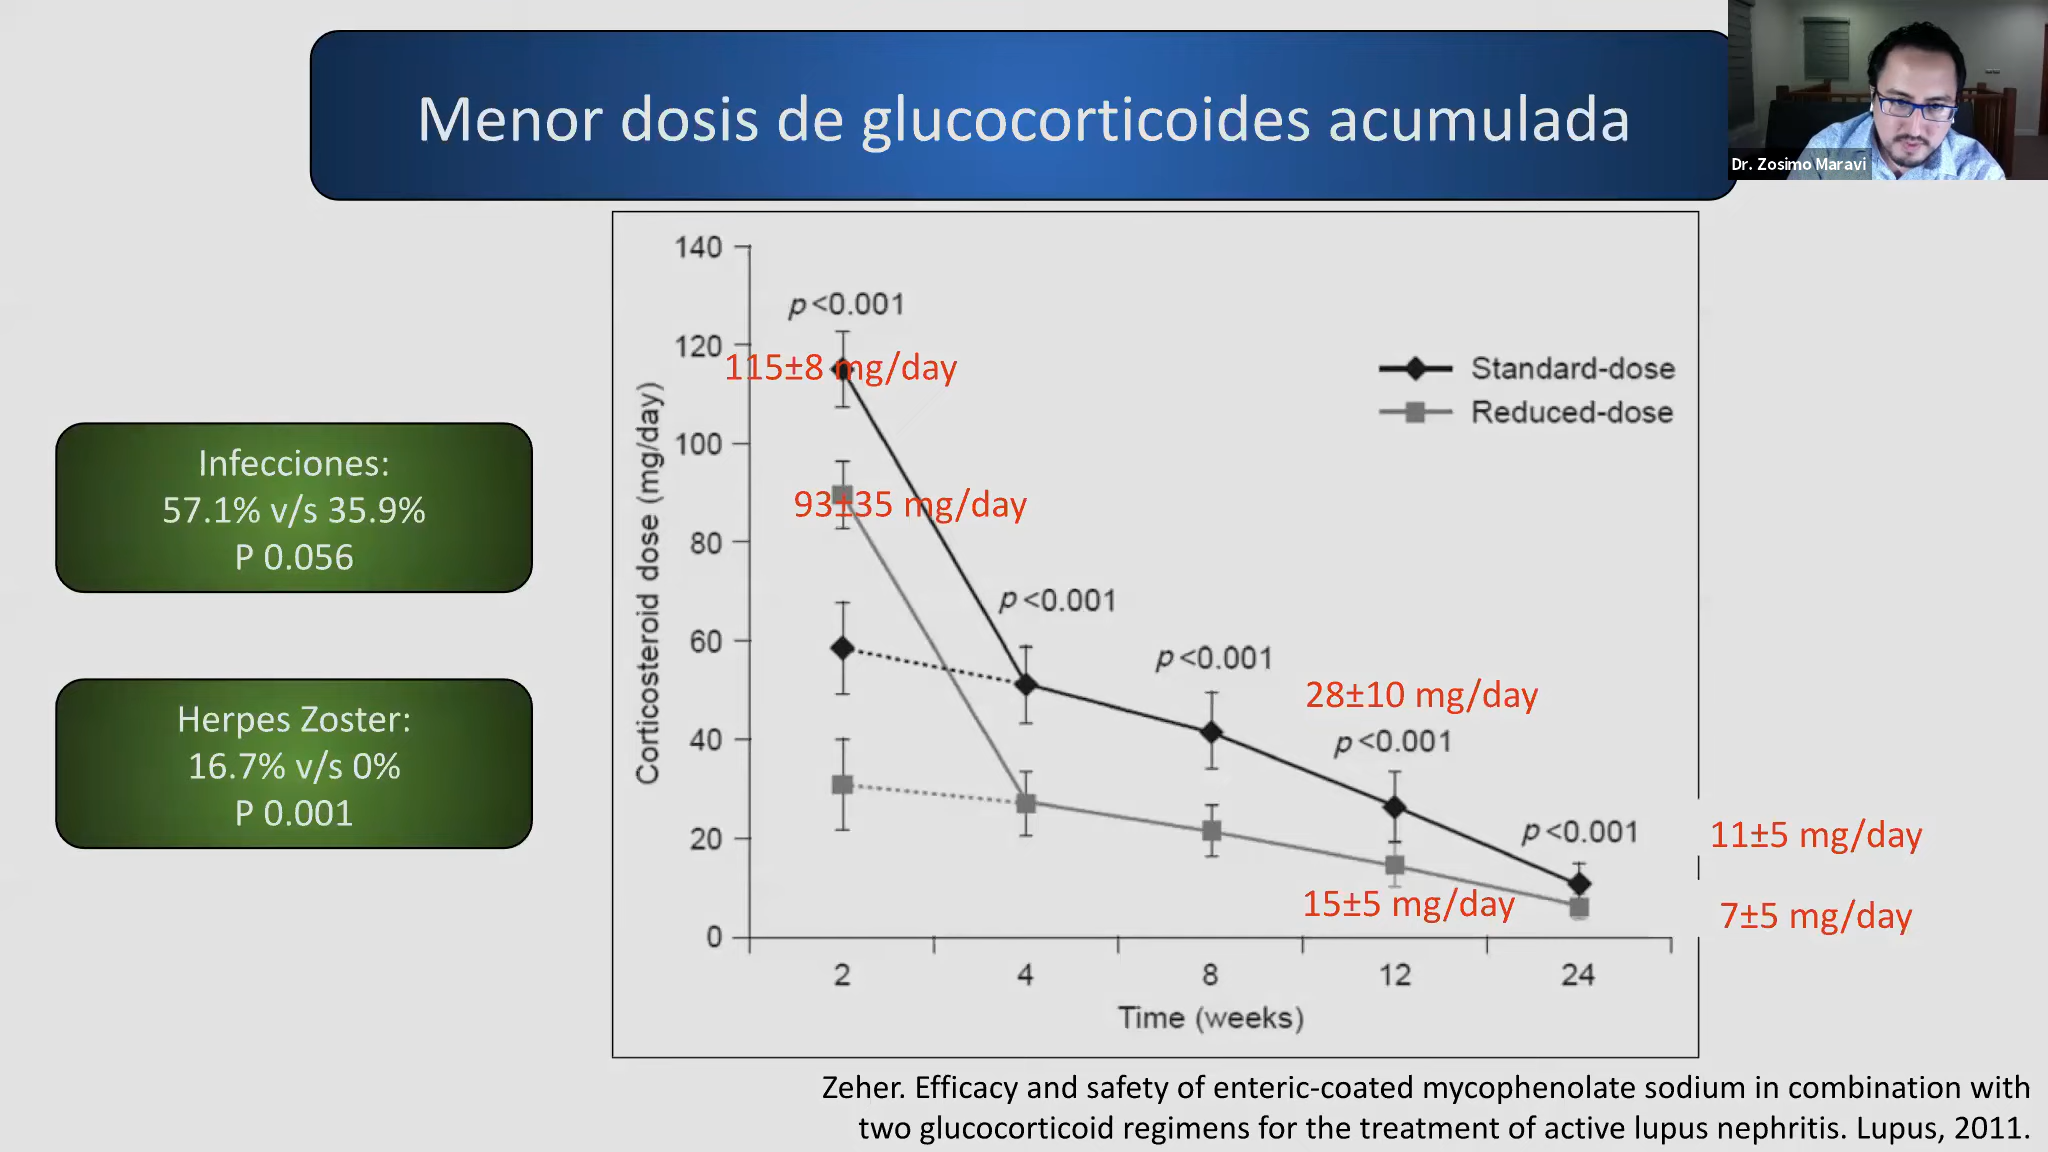 Menor dosis de glucocorticoides acumulada
Dr. Zosimo Maravi
Infecciones:
57.1% v/s 35.9%
P 0.056
Herpes Zoster:
16.7% v/s 0%
P 0.001
Corticosteroid dose (mg/day)
140
120
100
80
60
40
20
0
p<0.001
115±8 mg/day
93±35 mg/day
p<0.001
p<0.001
28±10 mg/day
p<0.001
15±5 mg/day
p<0.001
11±5 mg/day
7±5 mg/day
Standard-dose
Reduced-dose
2 4 8 12 24
Time (weeks)
Zeher. Efficacy and safety of enteric-coated mycophenolate sodium in combination with
two glucocorticoid regimens for the treatment of active lupus nephritis. Lupus, 2011.